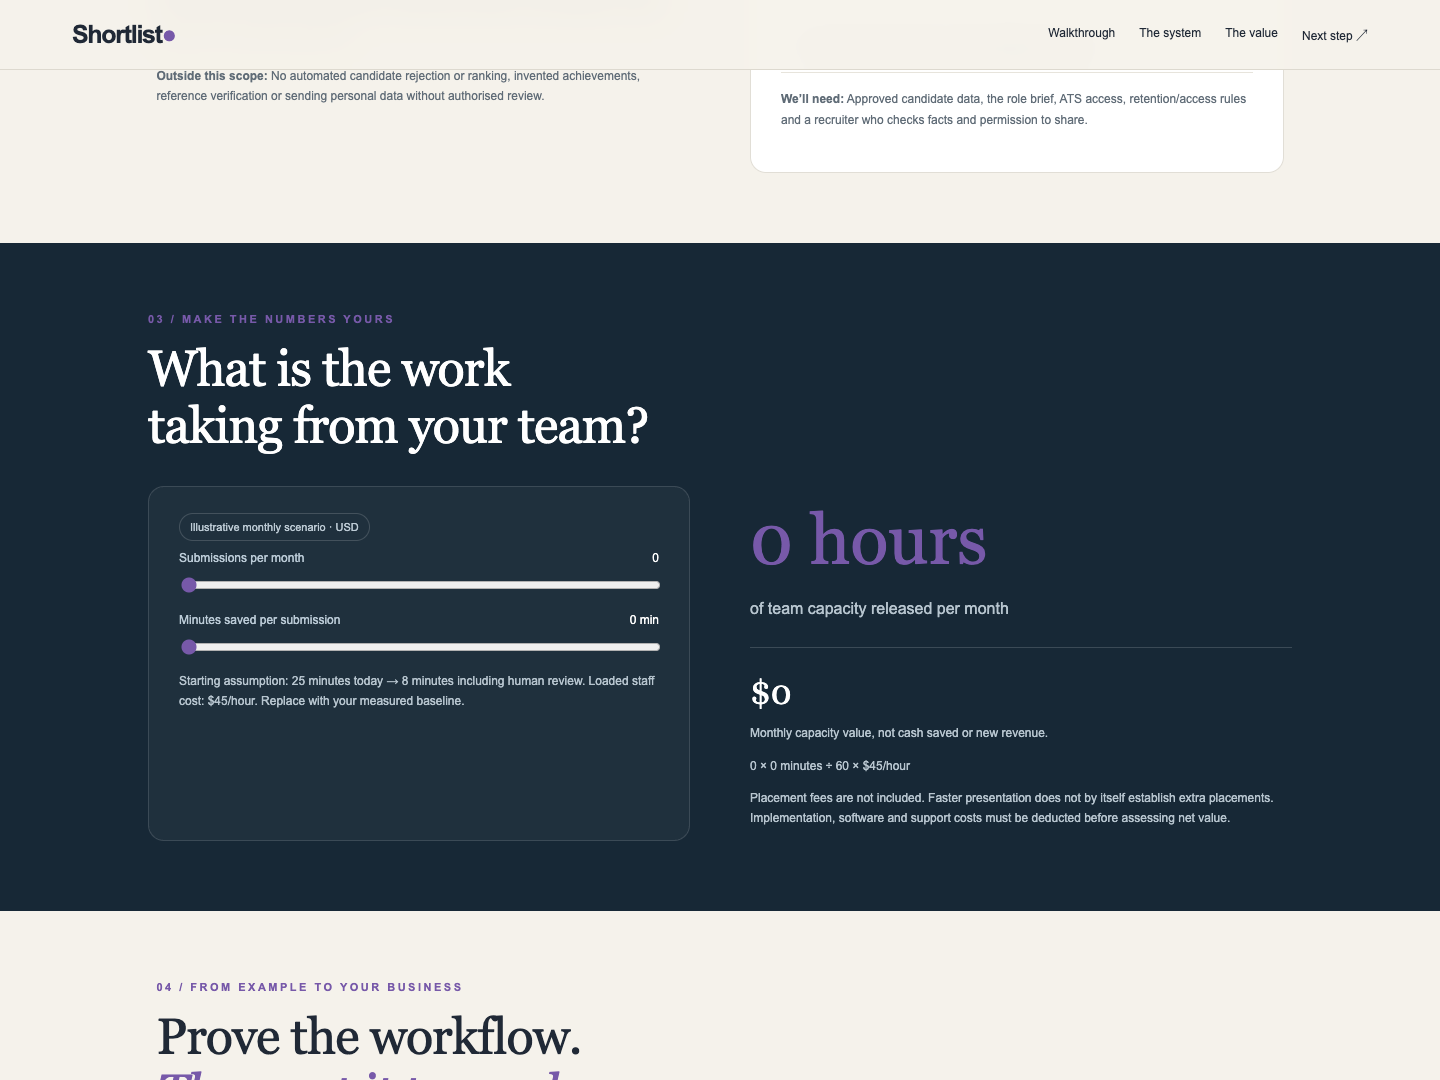 Shortlist
Walkthrough
The system
The value
Next step ↗
Outside this scope: No automated candidate rejection or ranking, invented achievements,
reference verification or sending personal data without authorised review.
We’ll need: Approved candidate data, the role brief, ATS access, retention/access rules
and a recruiter who checks facts and permission to share.
03 / MAKE THE NUMBERS YOURS
What is the work
taking from your team?
Illustrative monthly scenario · USD
Submissions per month 0
Minutes saved per submission 0 min
Starting assumption: 25 minutes today → 8 minutes including human review. Loaded staff
cost: $45/hour. Replace with your measured baseline.
0 hours
of team capacity released per month
$0
Monthly capacity value, not cash saved or new revenue.
0 × 0 minutes ÷ 60 × $45/hour
Placement fees are not included. Faster presentation does not by itself establish extra placements.
Implementation, software and support costs must be deducted before assessing net value.
04 / FROM EXAMPLE TO YOUR BUSINESS
Prove the workflow.